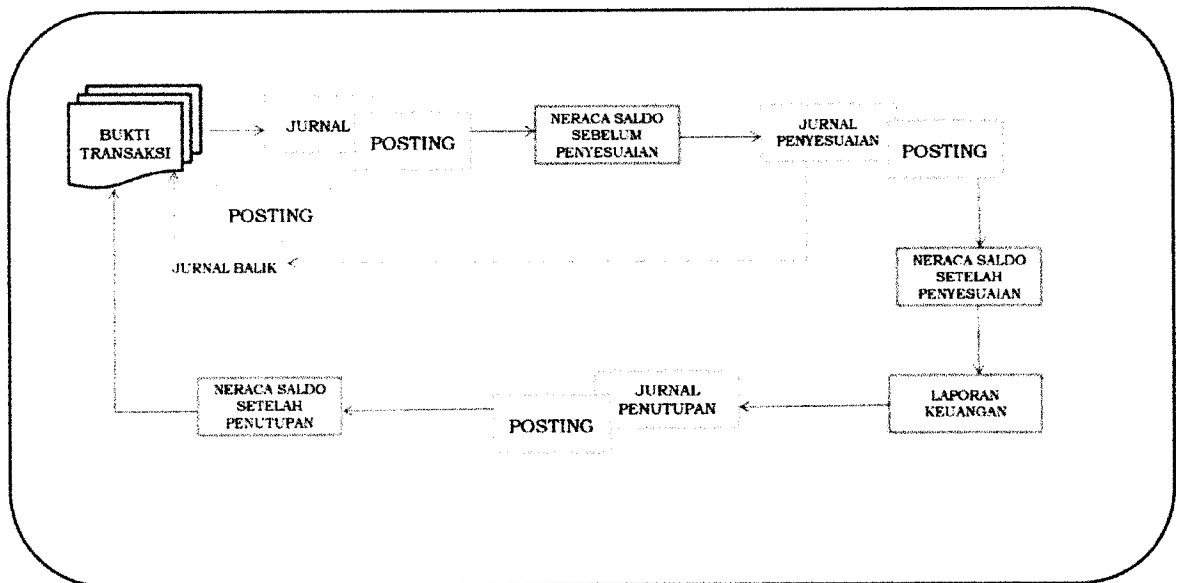 BUKTI
TRANSAKSI
JURNAL
POSTING
NERACA SALDO
SEBELUM
PENYESUAIAN
JURNAL
PENYESUAIAN
POSTING
POSTING
JURNAL BALIK
NERACA SALDO
SETELAH
PENYESUAIAN
LAPORAN
KEUANGAN
JURNAL
PENUTUPAN
POSTING
NERACA SALDO
SETELAH
PENUTUPAN